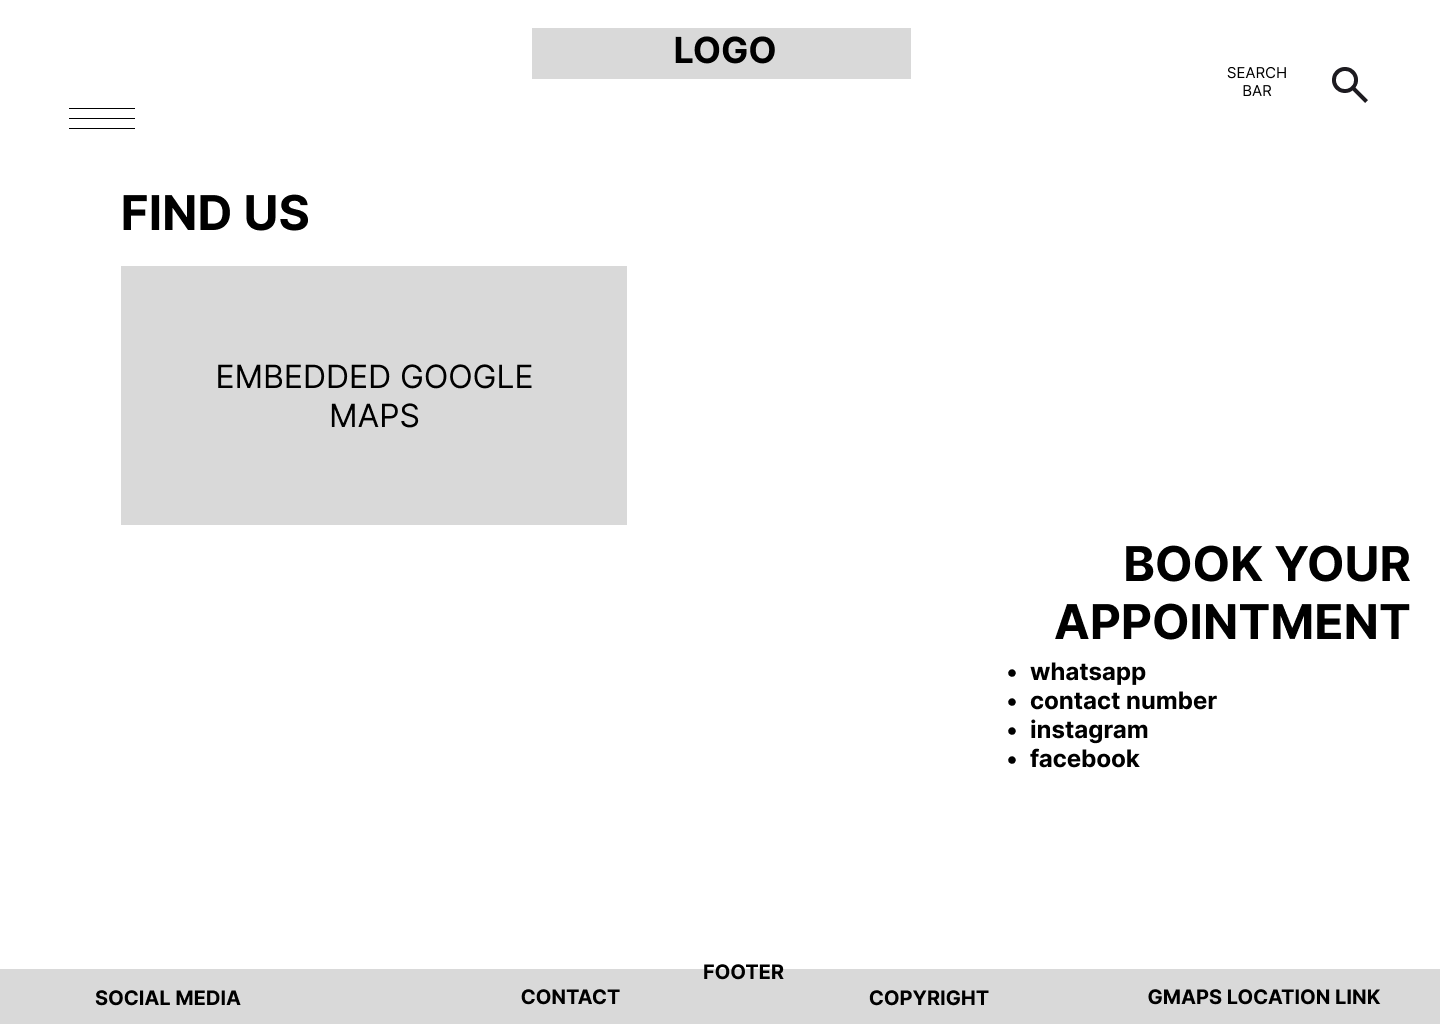 LOGO
SEARCH
BAR
FIND US
EMBEDDED GOOGLE
MAPS
BOOK YOUR
APPOINTMENT
• whatsapp
• contact number
• instagram
• facebook
FOOTER
SOCIAL MEDIA
CONTACT
COPYRIGHT
GMAPS LOCATION LINK